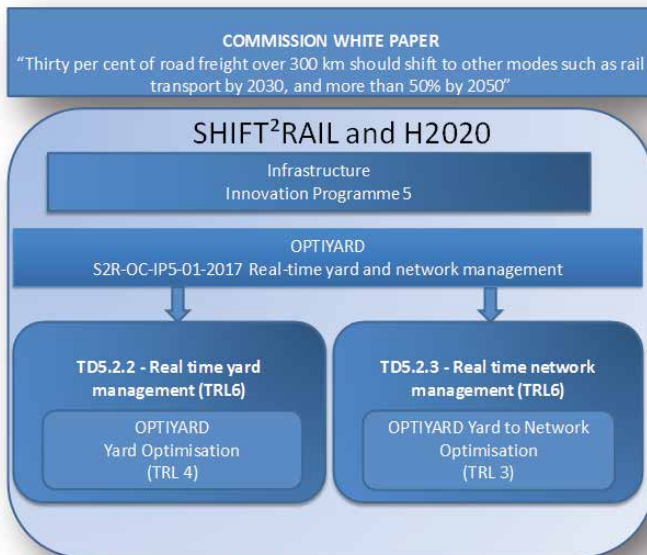 COMMISSION WHITE PAPER
“Thirty per cent of road freight over 300 km should shift to other modes such as rail
transport by 2030, and more than 50% by 2050”
SHIFT²RAIL and H2020
Infrastructure
Innovation Programme 5
OPTIYARD
S2R-OC-IP5-01-2017 Real-time yard and network management
TD5.2.2 - Real time yard
management (TRL6)
OPTIYARD
Yard Optimisation
(TRL 4)
TD5.2.3 - Real time network
management (TRL6)
OPTIYARD Yard to Network
Optimisation
(TRL 3)